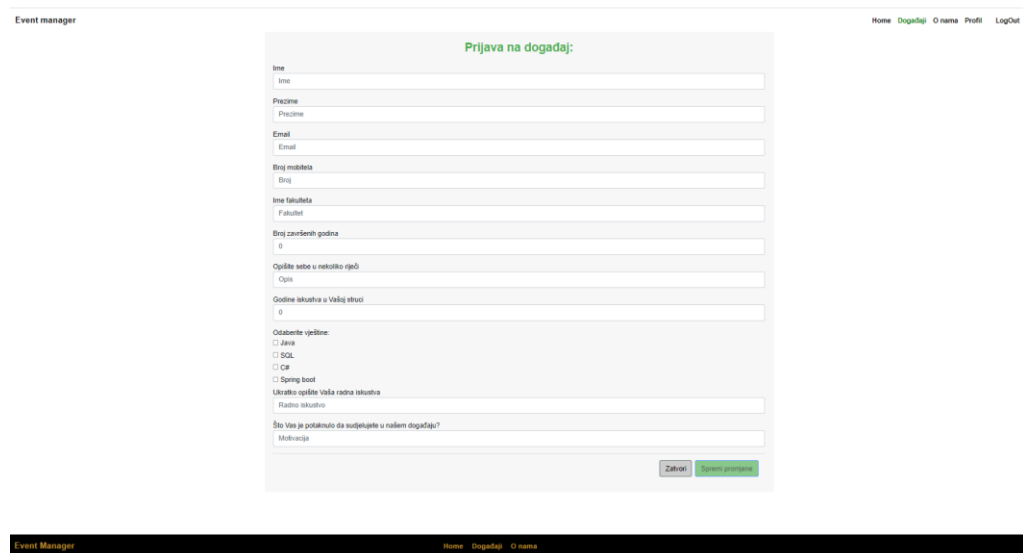 Event manager
Home Događaji O nama Profil LogOut
Prijava na događaj:
Ime
Ime
Prezime
Prezime
Email
Email
Broj mobitela
Broj
Ime fakulteta
Fakultet
Broj završenih godina
0
Opišite sebe u nekoliko riječi
Opis
Godine iskustva u Vašoj struci
0
Odaberite vještine:
Java
SQL
C#
Spring boot
Ukratko opišite Vaša radna iskustva
Radno iskustvo
Što Vas je potaknulo da sudjelujete u našem događaju?
Motivacija
Zatvori Spremi promjene
Event Manager Home Događaji O nama